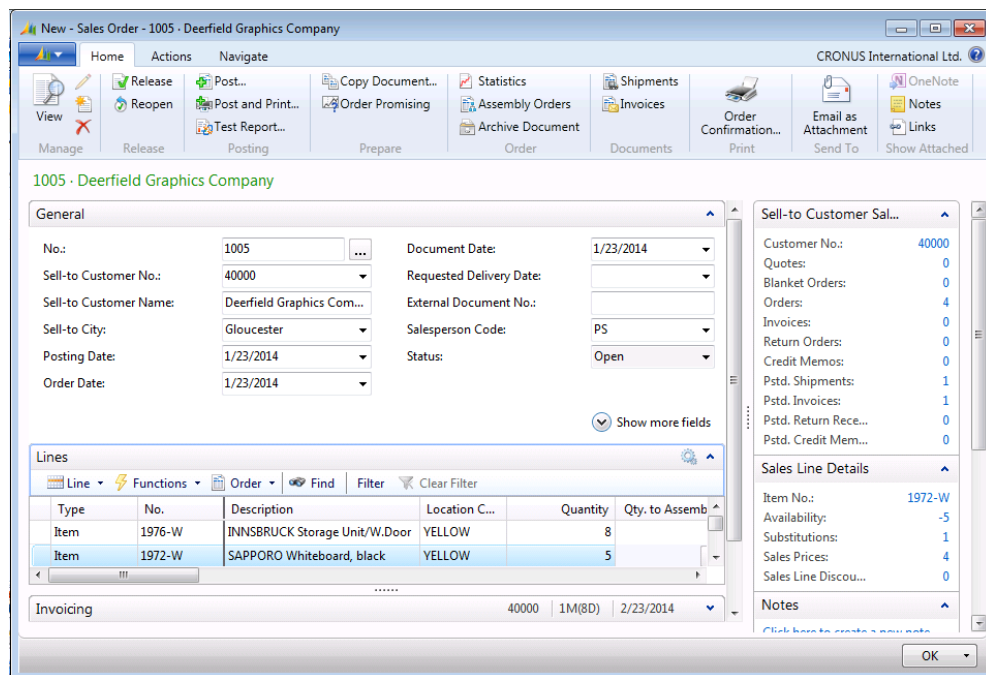 New - Sales Order - 1005 · Deerfield Graphics Company
Home Actions Navigate CRONUS International Ltd.
View
Release
Reopen
Post...
Post and Print...
Test Report...
Copy Document...
Order Promising
Statistics
Assembly Orders
Archive Document
Shipments
Invoices
Order Confirmation...
Email as Attachment
OneNote
Notes
Links
Manage Release Posting Prepare Order Documents Print Send To Show Attached
1005 · Deerfield Graphics Company
General
No.: 1005 ...
Sell-to Customer No.: 40000
Sell-to Customer Name: Deerfield Graphics Com...
Sell-to City: Gloucester
Posting Date: 1/23/2014
Order Date: 1/23/2014
Document Date: 1/23/2014
Requested Delivery Date:
External Document No.:
Salesperson Code: PS
Status: Open
Show more fields
Lines
Line Functions Order Find Filter Clear Filter
Type No. Description Location C... Quantity Qty. to Assemb
Item 1976-W INNSBRUCK Storage Unit/W.Door YELLOW 8
Item 1972-W SAPPORO Whiteboard, black YELLOW 5
Invoicing 40000 1M(8D) 2/23/2014
Sell-to Customer Sal...
Customer No.: 40000
Quotes: 0
Blanket Orders: 0
Orders: 4
Invoices: 0
Return Orders: 0
Credit Memos: 0
Pstd. Shipments: 1
Pstd. Invoices: 1
Pstd. Return Rece... 0
Pstd. Credit Mem... 0
Sales Line Details
Item No.: 1972-W
Availability: -5
Substitutions: 1
Sales Prices: 4
Sales Line Discou... 0
Notes
Click here to create a new note
OK